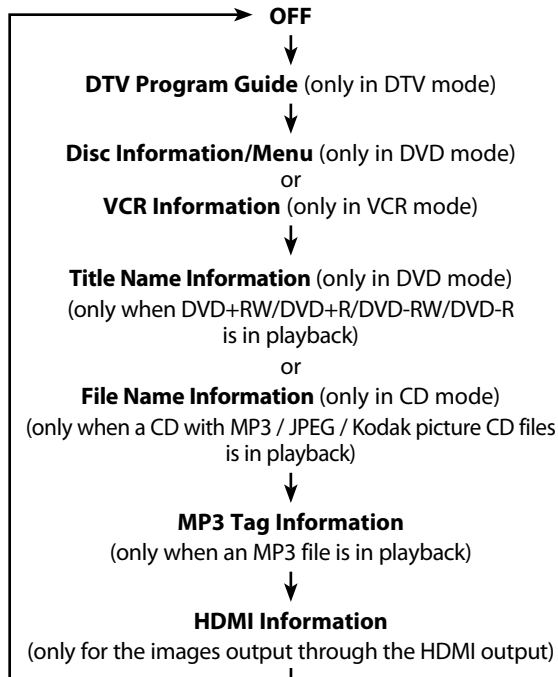 OFF
DTV Program Guide (only in DTV mode)
Disc Information/Menu (only in DVD mode)
or
VCR Information (only in VCR mode)
Title Name Information (only in DVD mode)
(only when DVD+RW/DVD+R/DVD-RW/DVD-R
is in playback)
or
File Name Information (only in CD mode)
(only when a CD with MP3 / JPEG / Kodak picture CD files
is in playback)
MP3 Tag Information
(only when an MP3 file is in playback)
HDMI Information
(only for the images output through the HDMI output)